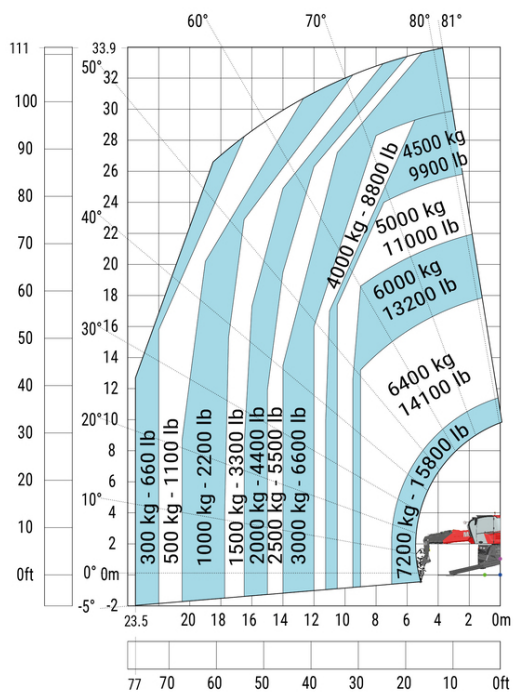 60°
70°
80°
81°
111
33.9
50°
32
100
30
90
28
26
4500 kg
9900 lb
80
24
4000 kg - 8800 lb
5000 kg
11000 lb
40°
22
70
20
6000 kg
13200 lb
60
18
30°
16
50
14
6400 kg
14100 lb
40
12
20°
10
30
8
300 kg - 660 lb
500 kg - 1100 lb
1000 kg - 2200 lb
1500 kg - 3300 lb
2000 kg - 4400 lb
2500 kg - 5500 lb
3000 kg - 6600 lb
7200 kg - 15800 lb
20
6
10°
4
10
2
0ft
0°
0m
-5°
-2
23.5
20
18
16
14
12
10
8
6
4
2
0m
77
70
60
50
40
30
20
10
0ft